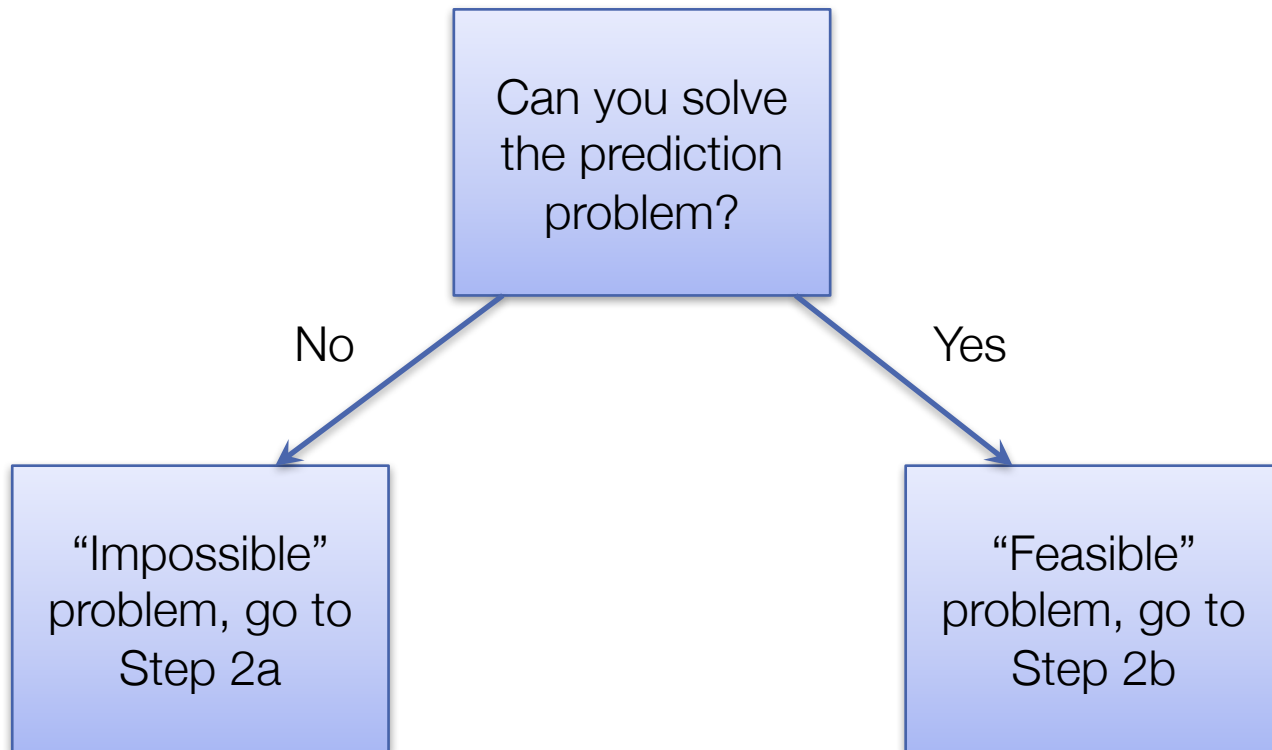 Can you solve
the prediction
problem?
No
Yes
“Impossible”
problem, go to
Step 2a
“Feasible”
problem, go to
Step 2b